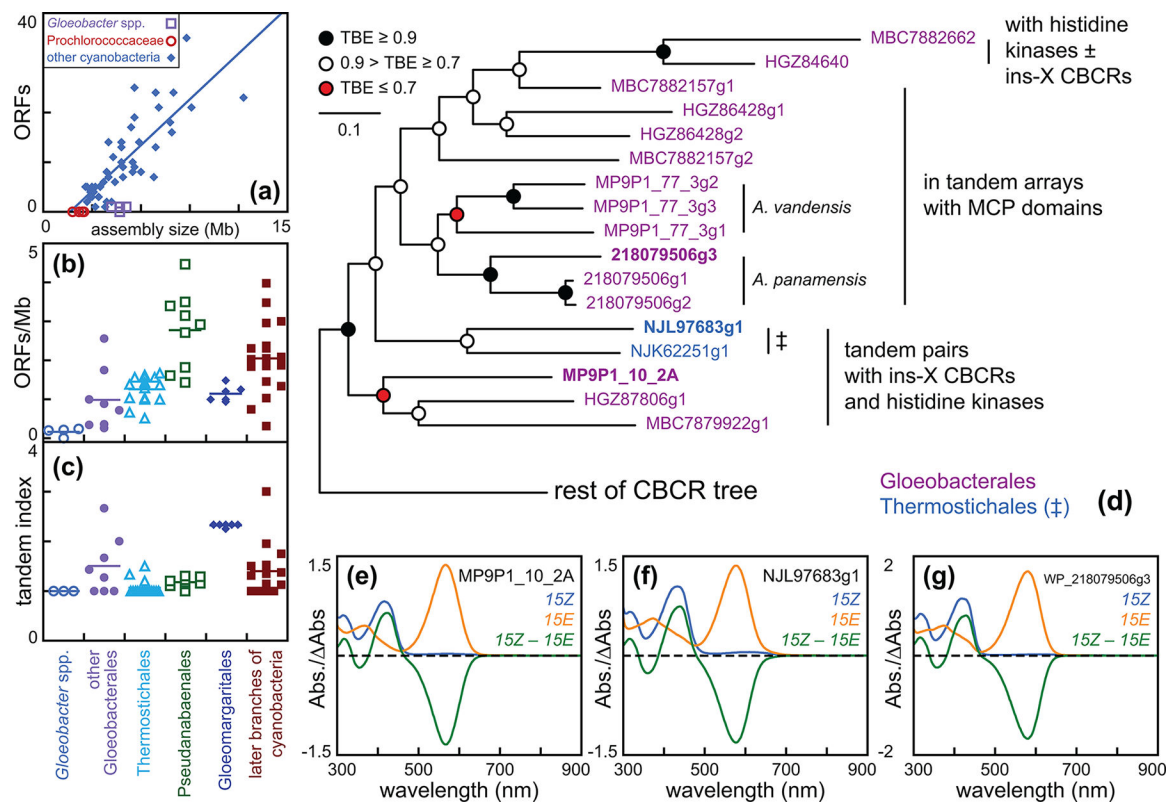 40
Gloeobacter spp.
Prochlorococcaceae
other cyanobacteria
20
ORFs
(a)
0
0
assembly size (Mb)
15
5
(b)
ORFs/Mb
0
4
(c)
2
tandem index
0
Gloeobacter spp.
other
Gloeobacterales
Thermostichales
Pseudanabaenales
Gloeomargaritales
later branches of
cyanobacteria
TBE ≥ 0.9
0.9 > TBE ≥ 0.7
TBE ≤ 0.7
0.1
MBC7882662
HGZ84640
MBC7882157g1
HGZ86428g1
HGZ86428g2
MBC7882157g2
MP9P1_77_3g2
MP9P1_77_3g3
MP9P1_77_3g1
218079506g3
218079506g1
218079506g2
NJL97683g1
NJK62251g1
MP9P1_10_2A
HGZ87806g1
MBC7879922g1
rest of CBCR tree
A. vandensis
A. panamensis
‡
with histidine
kinases ±
ins-X CBCRs
in tandem arrays
with MCP domains
tandem pairs
with ins-X CBCRs
and histidine kinases
Gloeobacterales
Thermostichales (‡)
(d)
1.5
(e)
MP9P1_10_2A
15Z
15E
15Z – 15E
Abs./ΔAbs
-1.5
300
500
700
900
wavelength (nm)
1.5
(f)
NJL97683g1
15Z
15E
15Z – 15E
Abs./ΔAbs
-1.5
300
500
700
900
wavelength (nm)
2
(g)
WP_218079506g3
15Z
15E
15Z – 15E
Abs./ΔAbs
-2
300
500
700
900
wavelength (nm)